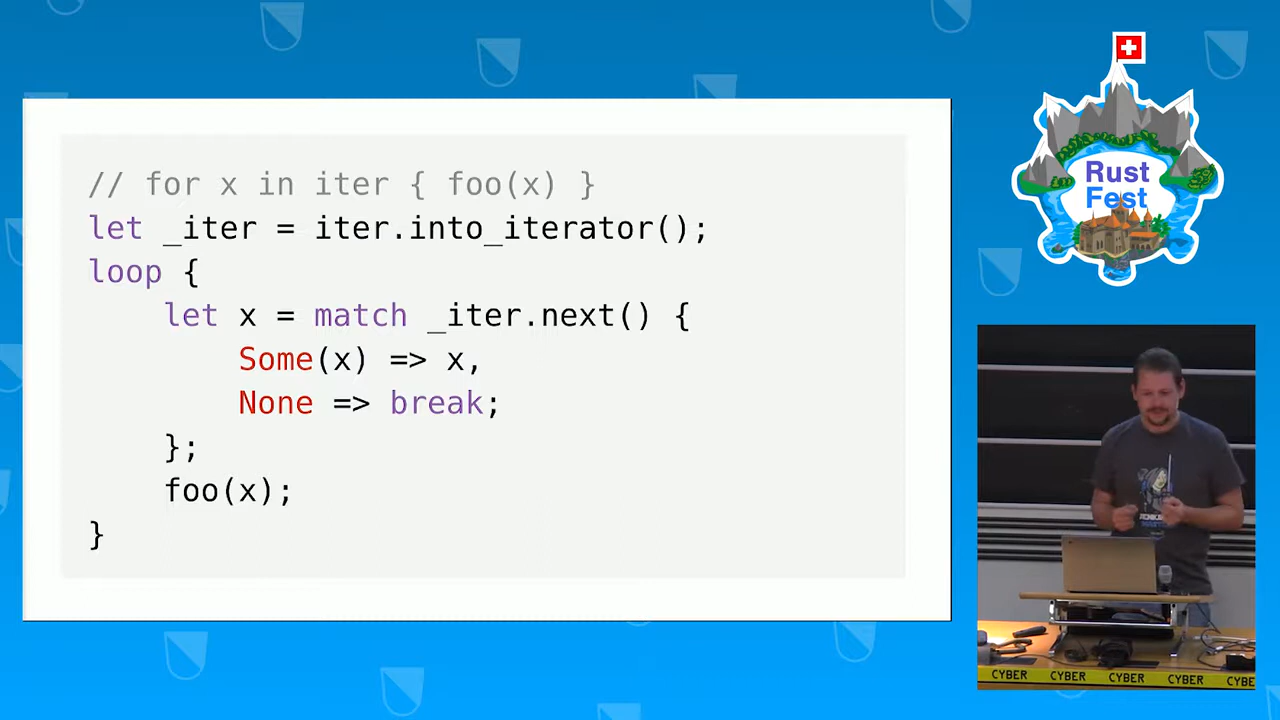 // for x in iter { foo(x) }
let _iter = iter.into_iterator();
loop {
    let x = match _iter.next() {
        Some(x) => x,
        None => break;
    };
    foo(x);
}
Rust
Fest
CYBER CYBER CYBER CYBER CYBE